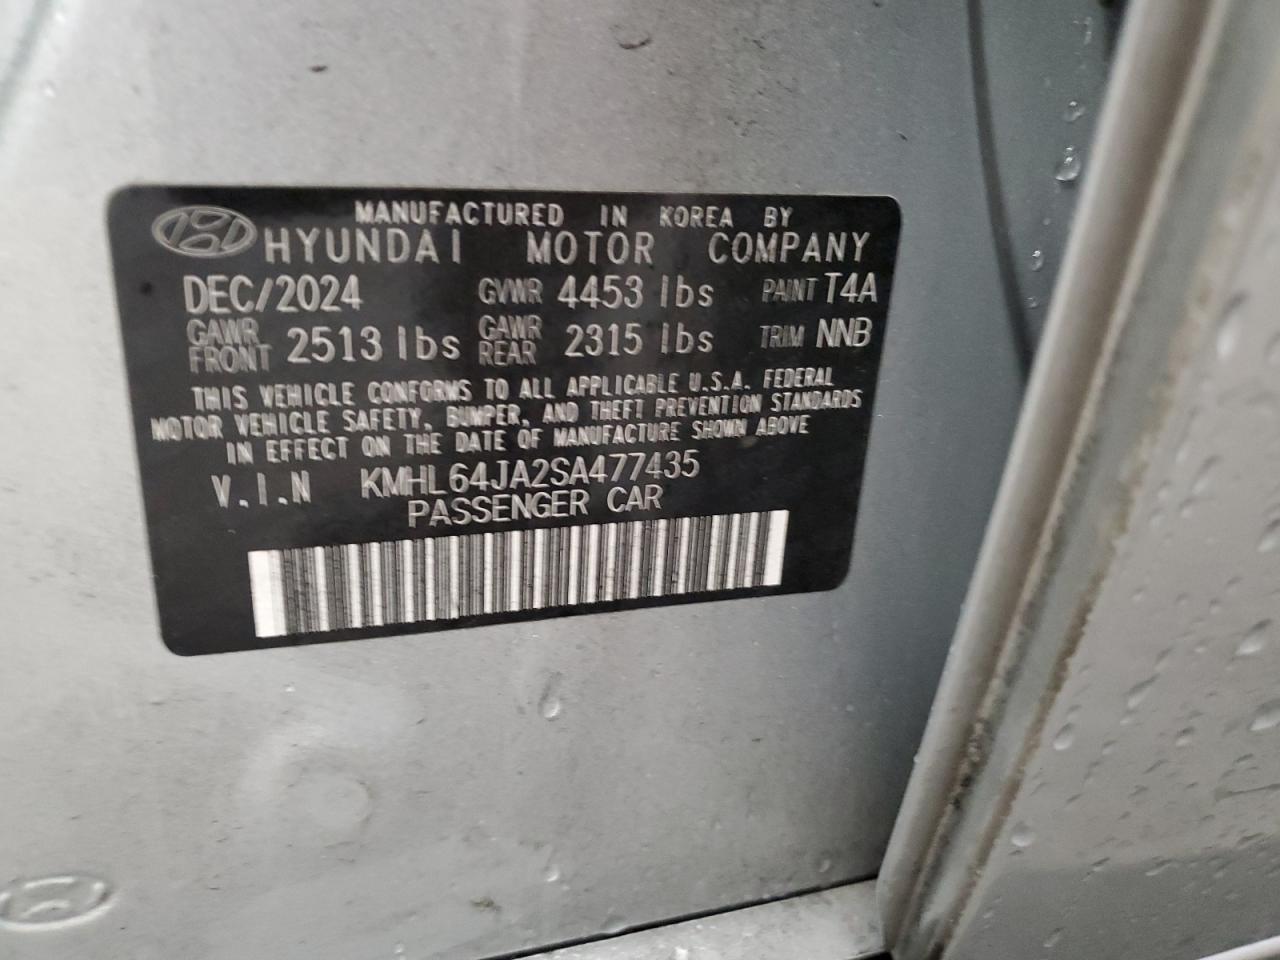 MANUFACTURED IN KOREA BY
HYUNDAI MOTOR COMPANY
DEC/2024 GVWR 4453 lbs PAINT T4A
GAWR FRONT 2513 lbs GAWR REAR 2315 lbs TRIM NNB
THIS VEHICLE CONFORMS TO ALL APPLICABLE U.S.A. FEDERAL
MOTOR VEHICLE SAFETY, BUMPER, AND THEFT PREVENTION STANDARDS
IN EFFECT ON THE DATE OF MANUFACTURE SHOWN ABOVE
V.I.N KMHL64JA2SA477435
PASSENGER CAR